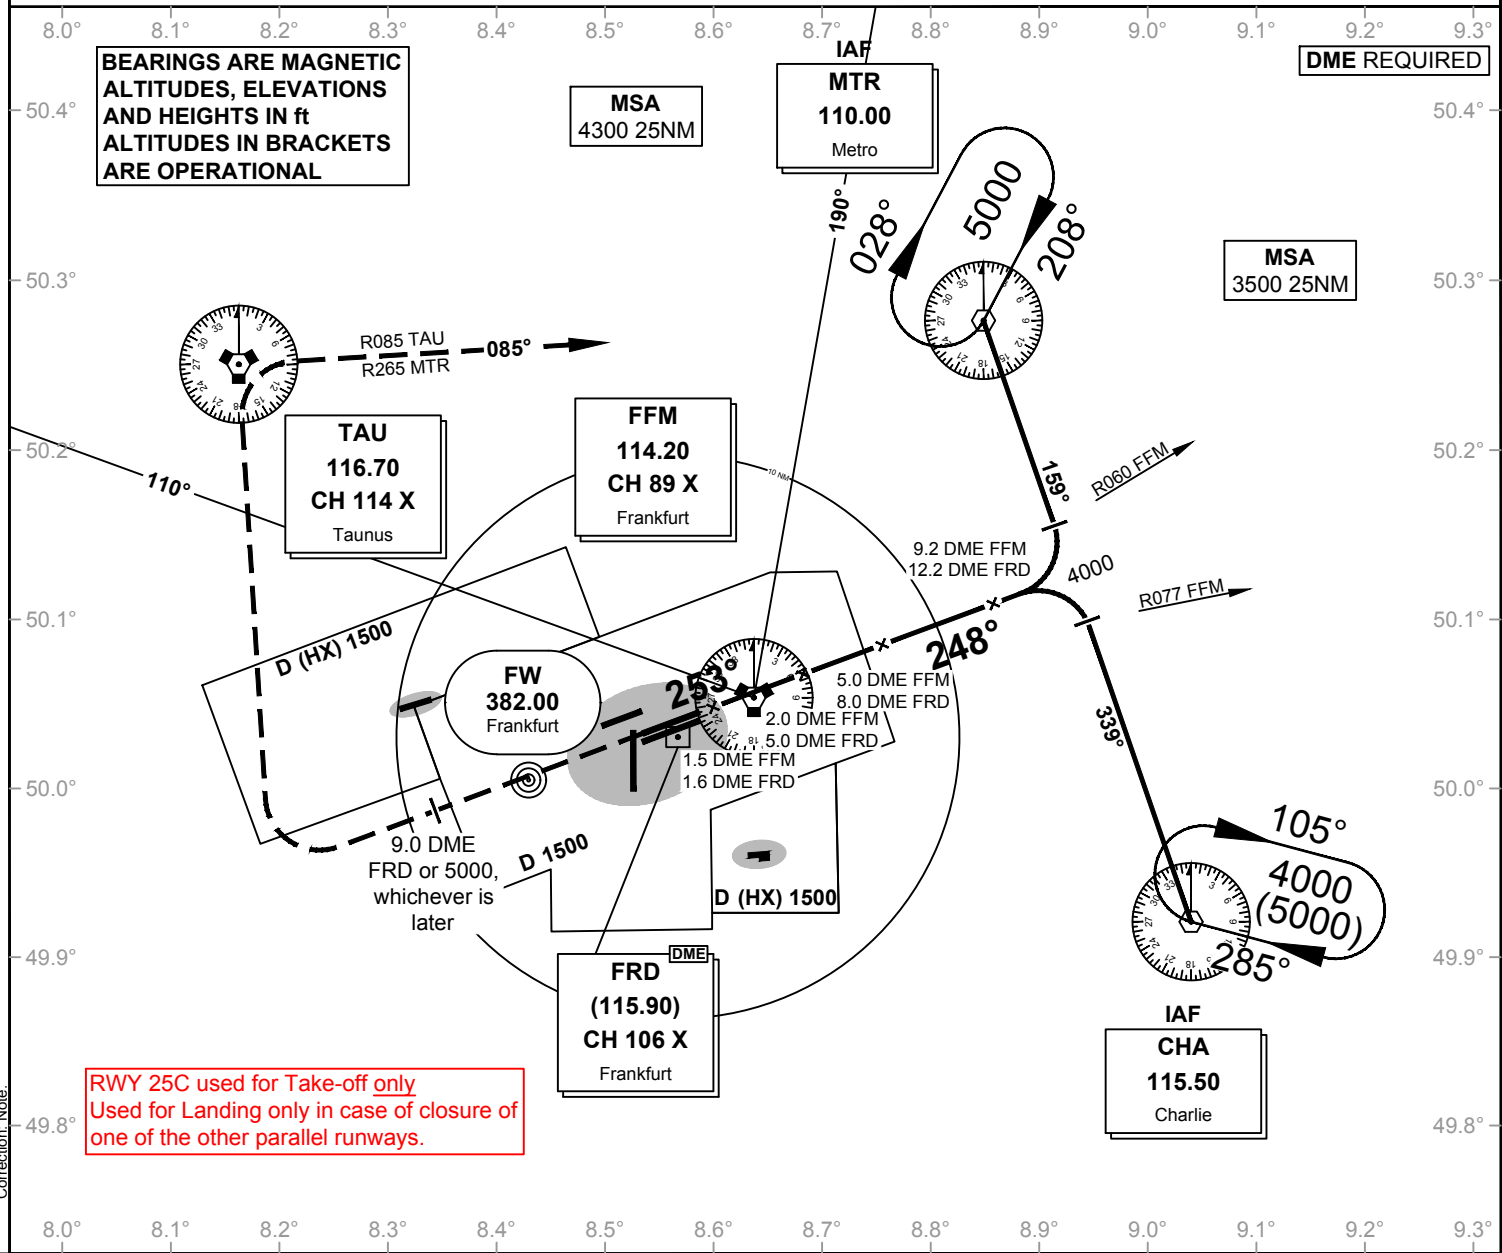 8.0° 8.1° 8.2° 8.3° 8.4° 8.5° 8.6° 8.7° 8.8° 8.9° 9.0° 9.1° 9.2° 9.3°
BEARINGS ARE MAGNETIC
ALTITUDES, ELEVATIONS
AND HEIGHTS IN ft
ALTITUDES IN BRACKETS
ARE OPERATIONAL
MSA
4300 25NM
IAF
MTR
110.00
Metro
DME REQUIRED
50.4° 50.4°
190°
028°
5000
208°
MSA
3500 25NM
50.3° 50.3°
R085 TAU
085°
R265 MTR
TAU
116.70
CH 114 X
Taunus
FFM
114.20
CH 89 X
Frankfurt
50.2° 50.2°
110°
10 NM
159°
R060 FFM
9.2 DME FFM
12.2 DME FRD
4000
R077 FFM
50.1° 50.1°
D (HX) 1500
FW
382.00
Frankfurt
253°
248°
5.0 DME FFM
8.0 DME FRD
2.0 DME FFM
5.0 DME FRD
1.5 DME FFM
1.6 DME FRD
339°
50.0° 50.0°
9.0 DME
FRD or 5000,
whichever is
later
D 1500
D (HX) 1500
105°
4000
(5000)
285°
49.9° 49.9°
DME
FRD
(115.90)
CH 106 X
Frankfurt
IAF
CHA
115.50
Charlie
RWY 25C used for Take-off only
Used for Landing only in case of closure of
one of the other parallel runways.
49.8° 49.8°
Correction: Note.
8.0° 8.1° 8.2° 8.3° 8.4° 8.5° 8.6° 8.7° 8.8° 8.9° 9.0° 9.1° 9.2° 9.3°